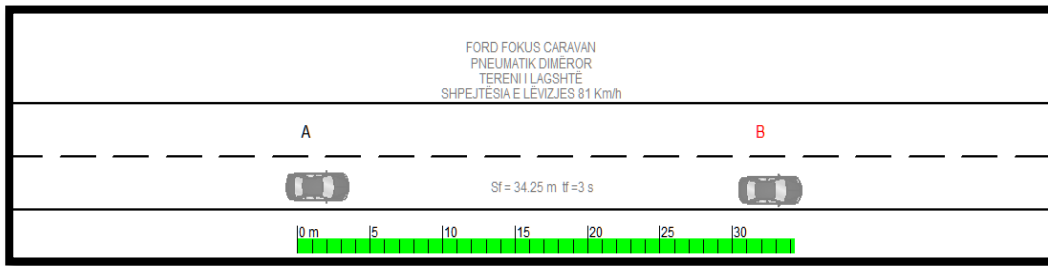 FORD FOKUS CARAVAN
PNEUMATIK DIMËROR
TERENI I LAGSHTË
SHPEJTËSIA E LËVIZJES 81 Km/h
A B
Sf = 34.25 m tf =3 s
0 m 5 10 15 20 25 30